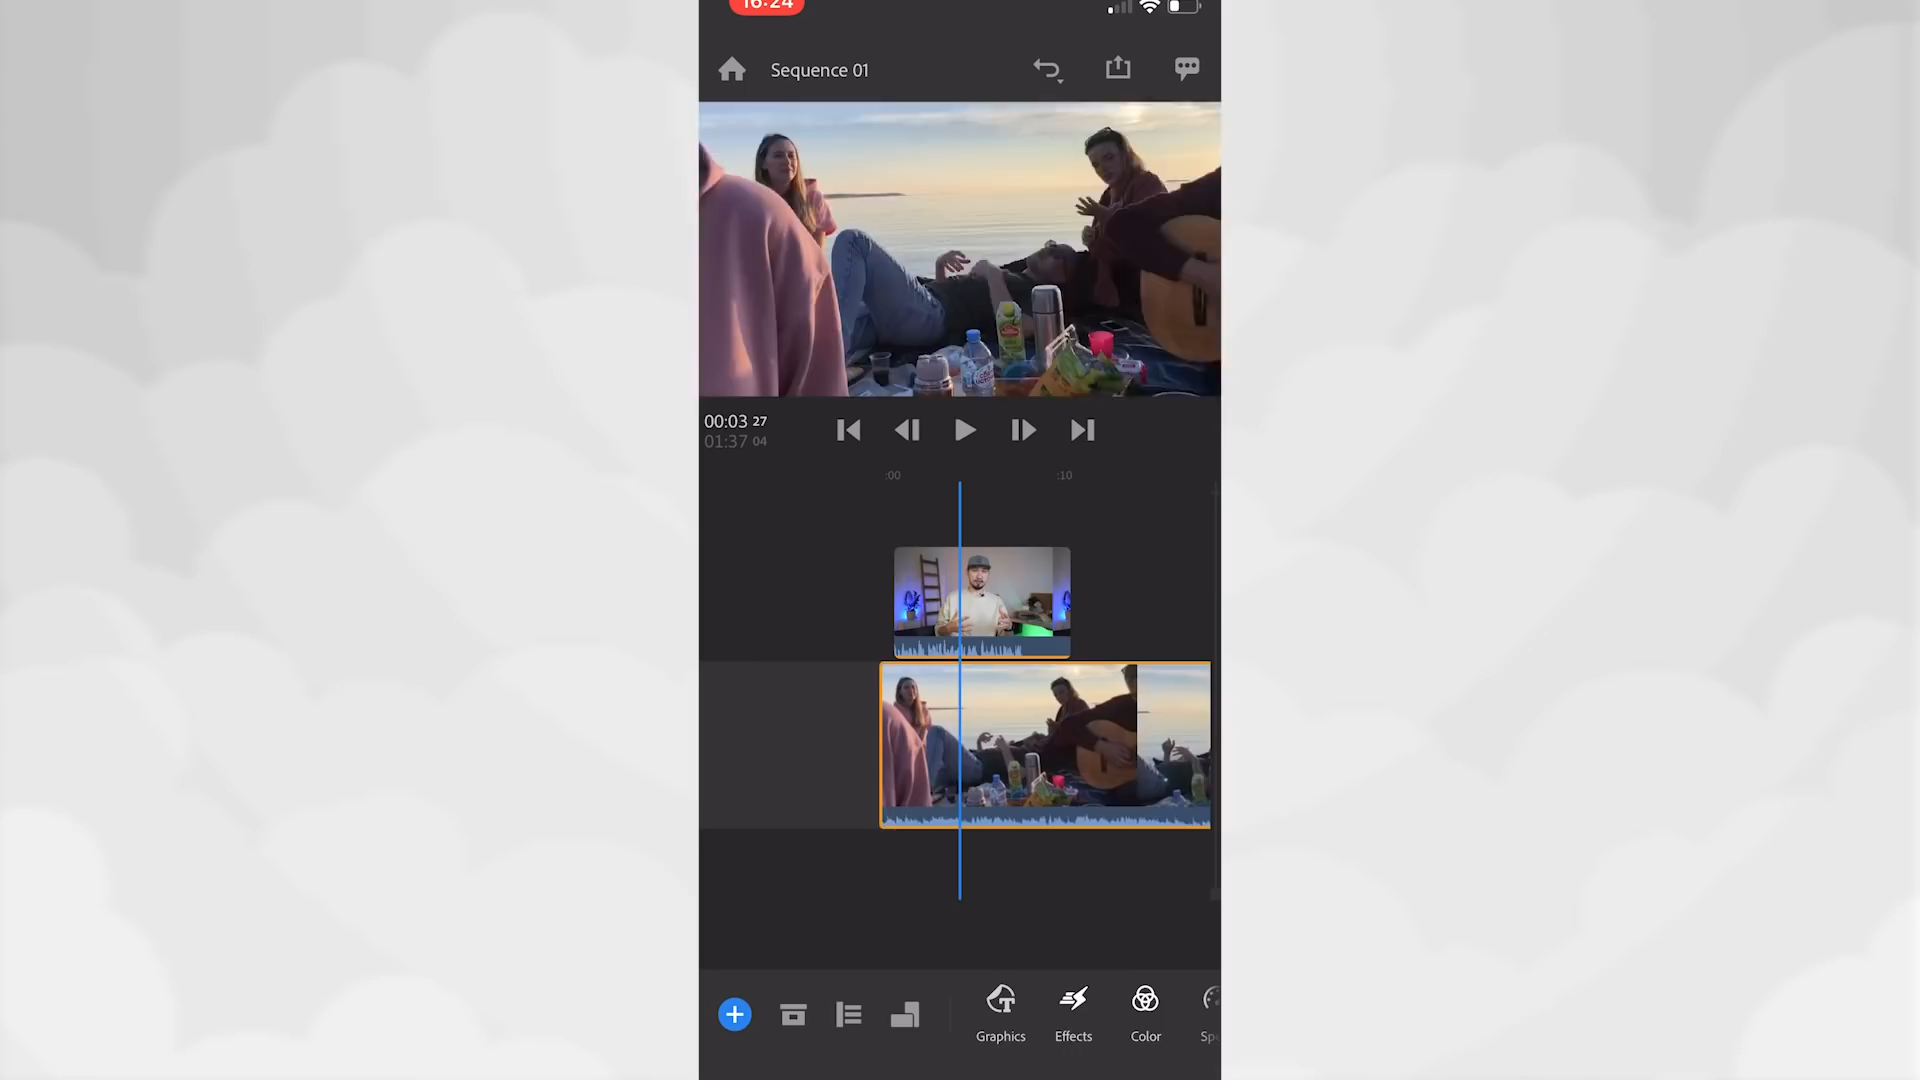 16:24
Sequence 01
00:03 27
01:37 04
:00 :10
Graphics Effects Color